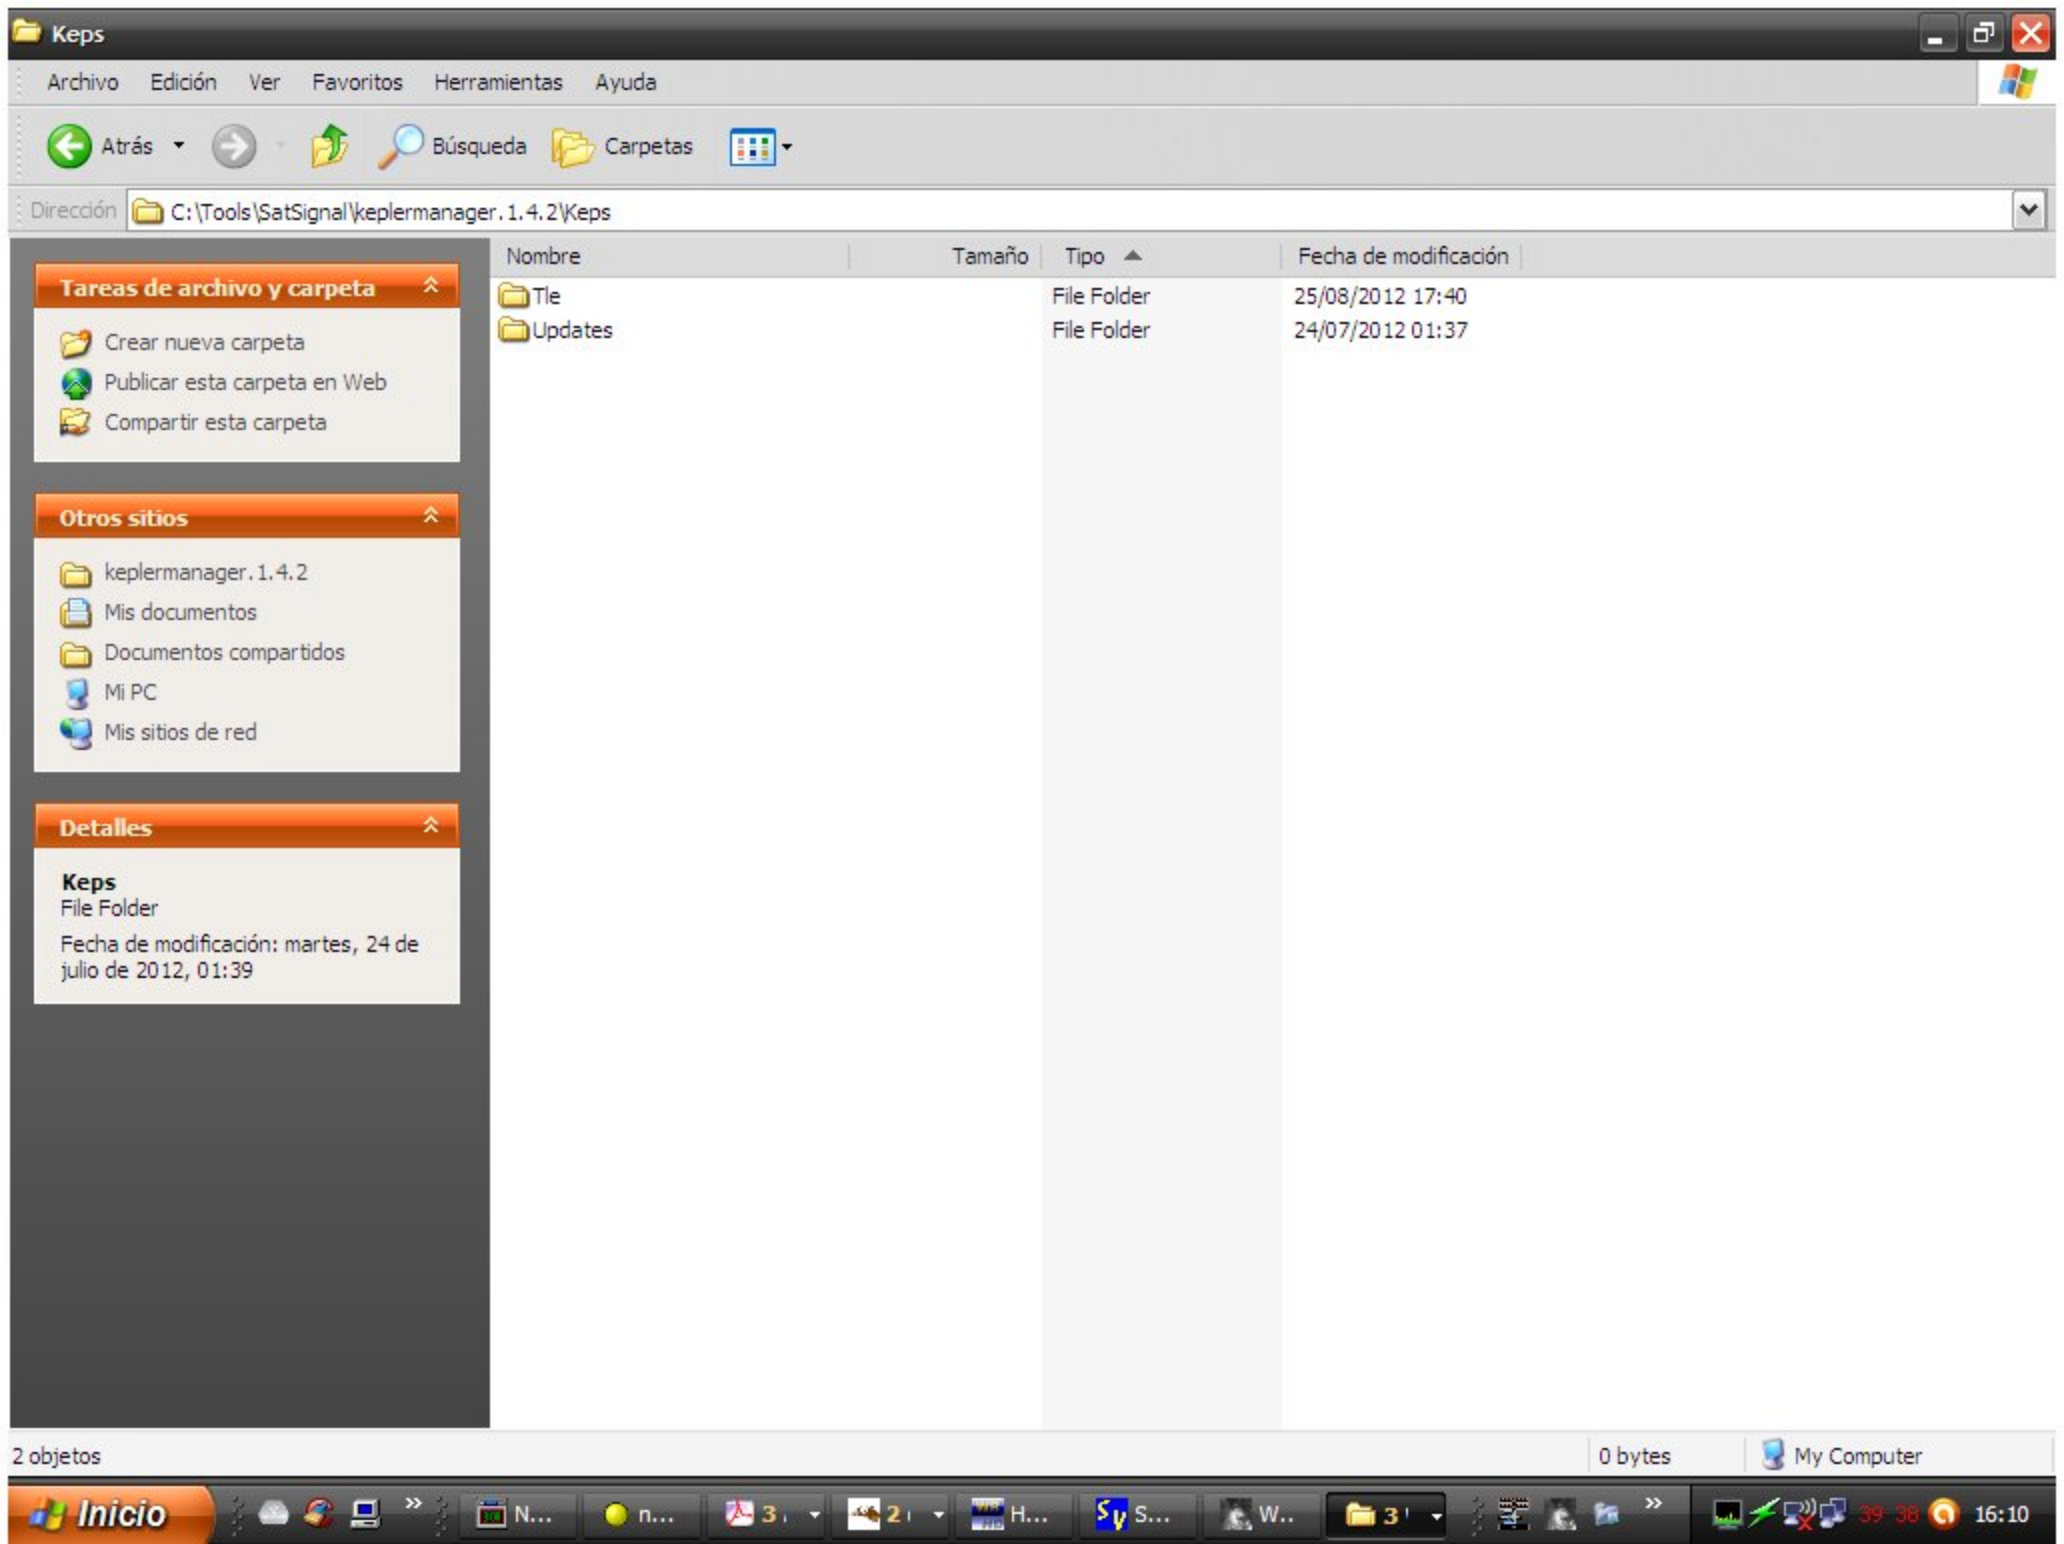 Keps
Archivo Edición Ver Favoritos Herramientas Ayuda
Atrás Búsqueda Carpetas
Dirección C:\Tools\SatSignal\keplermanager.1.4.2\Keps
Nombre Tamaño Tipo Fecha de modificación
Tle File Folder 25/08/2012 17:40
Updates File Folder 24/07/2012 01:37
Tareas de archivo y carpeta
Crear nueva carpeta
Publicar esta carpeta en Web
Compartir esta carpeta
Otros sitios
keplermanager.1.4.2
Mis documentos
Documentos compartidos
Mi PC
Mis sitios de red
Detalles
Keps
File Folder
Fecha de modificación: martes, 24 de
julio de 2012, 01:39
2 objetos 0 bytes My Computer
Inicio N... n... 3 2 H... S... W.. 3 39 38 16:10